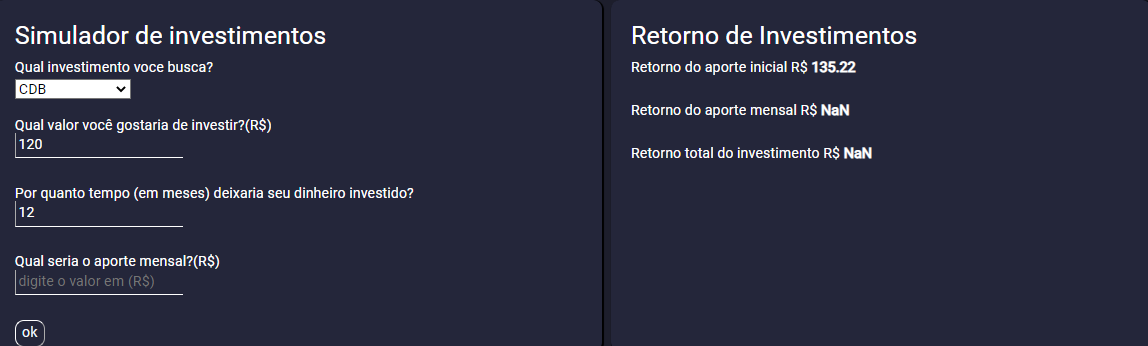 Simulador de investimentos
Qual investimento voce busca?
CDB
Qual valor você gostaria de investir?(R$)
120
Por quanto tempo (em meses) deixaria seu dinheiro investido?
12
Qual seria o aporte mensal?(R$)
digite o valor em (R$)
ok
Retorno de Investimentos
Retorno do aporte inicial R$ 135.22
Retorno do aporte mensal R$ NaN
Retorno total do investimento R$ NaN